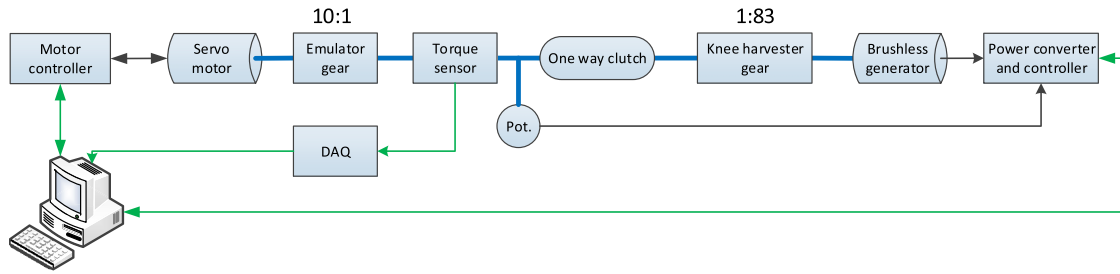 10:1
1:83
Motor
controller
Servo
motor
Emulator
gear
Torque
sensor
One way clutch
Knee harvester
gear
Brushless
generator
Power converter
and controller
Pot.
DAQ